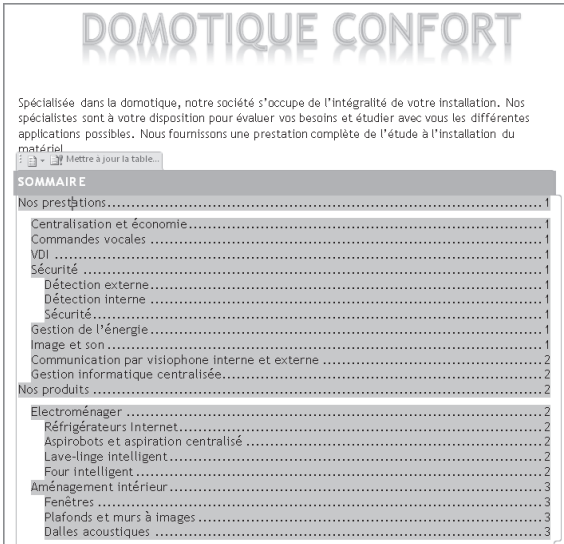 DOMOTIQUE CONFORT
Spécialisée dans la domotique, notre société s'occupe de l'intégralité de votre installation. Nos
spécialistes sont à votre disposition pour évaluer vos besoins et étudier avec vous les différentes
applications possibles. Nous fournissons une prestation complète de l'étude à l'installation du
matériel
Mettre à jour la table...
SOMMAIRE
Nos prestations....................1
Centralisation et économie....................1
Commandes vocales ....................1
VDI ....................1
Sécurité ....................1
Détection externe....................1
Détection interne ....................1
Sécurité....................1
Gestion de l'énergie....................1
Image et son....................1
Communication par visiophone interne et externe ....................2
Gestion informatique centralisée....................2
Nos produits ....................2
Electroménager ....................2
Réfrigérateurs Internet....................2
Aspirobots et aspiration centralisé ....................2
Lave-linge intelligent....................2
Four intelligent....................2
Aménagement intérieur....................3
Fenêtres ....................3
Plafonds et murs à images....................3
Dalles acoustiques ....................3